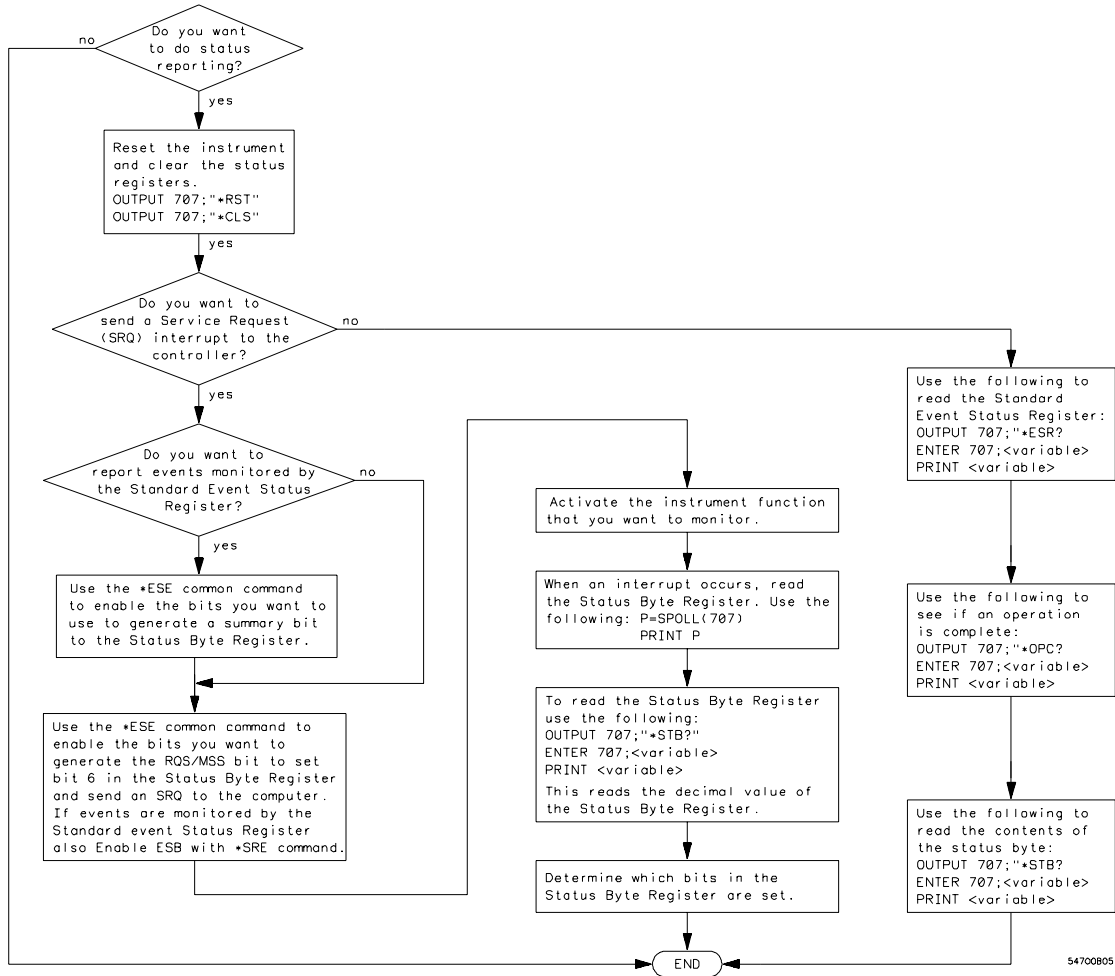 Do you want
to do status
reporting?
no
yes
Reset the instrument
and clear the status
registers.
OUTPUT 707;"*RST"
OUTPUT 707;"*CLS"
yes
Do you want to
send a Service Request
(SRQ) interrupt to the
controller?
no
yes
Do you want to
report events monitored by
the Standard Event Status
Register?
no
yes
Use the *ESE common command
to enable the bits you want to
use to generate a summary bit
to the Status Byte Register.
Use the *ESE common command to
enable the bits you want to
generate the RQS/MSS bit to set
bit 6 in the Status Byte Register
and send an SRQ to the computer.
If events are monitored by the
Standard event Status Register
also Enable ESB with *SRE command.
Activate the instrument function
that you want to monitor.
When an interrupt occurs, read
the Status Byte Register. Use the
following: P=SPOLL(707)
PRINT P
To read the Status Byte Register
use the following:
OUTPUT 707;"*STB?"
ENTER 707;<variable>
PRINT <variable>
This reads the decimal value of
the Status Byte Register.
Determine which bits in the
Status Byte Register are set.
Use the following to
read the Standard
Event Status Register:
OUTPUT 707;"*ESR?
ENTER 707;<variable>
PRINT <variable>
Use the following to
see if an operation
is complete:
OUTPUT 707;"*OPC?
ENTER 707;<variable>
PRINT <variable>
Use the following to
read the contents of
the status byte:
OUTPUT 707;"*STB?
ENTER 707;<variable>
PRINT <variable>
END
54700B05